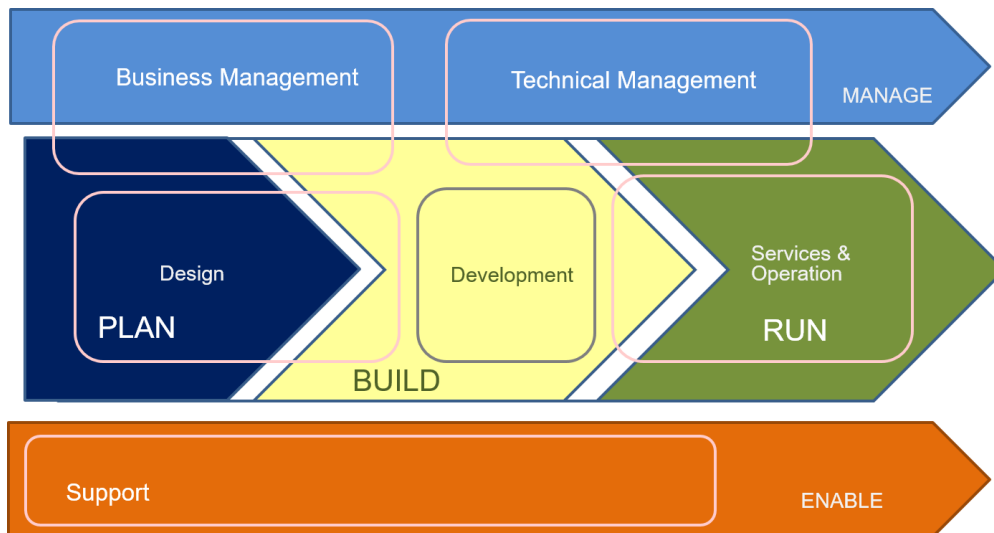 Business Management
Technical Management
MANAGE
Design
Development
Services &
Operation
PLAN
RUN
BUILD
Support
ENABLE